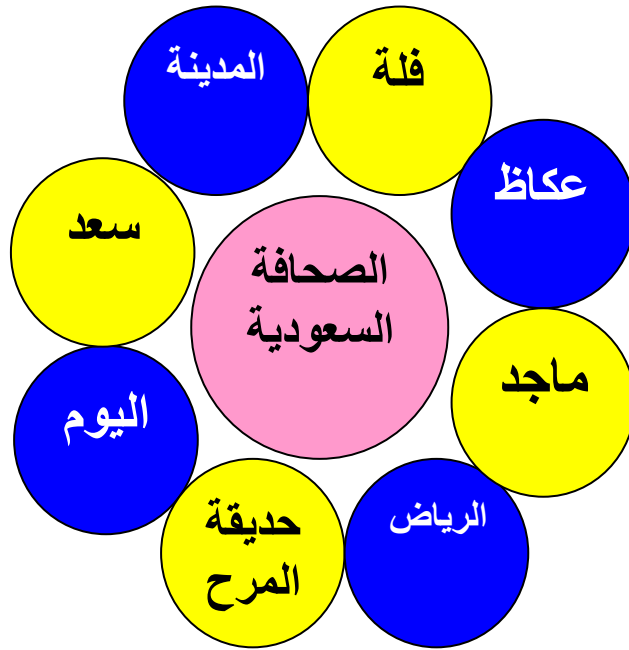 المدينة
فلة
عكاظ
سعد
الصحافة
السعودية
ماجد
اليوم
الرياض
حديقة
المرح